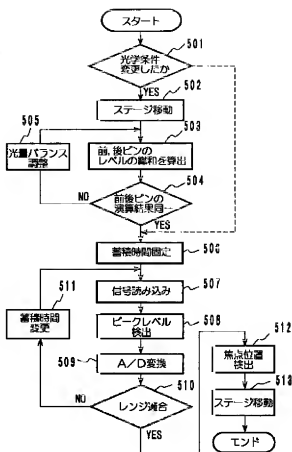 スタート
501
光学条件
変更したか
YES
502
ステージ移動
505
光量バランス
調整
503
前,後ピンの
レベルの総和を算出
504
前後ピンの
演算結果同一
NO
YES
506
蓄積時間固定
511
蓄積時間
変更
507
信号読み込み
508
ピークレベル
検出
509
A/D変換
510
レンジ適合
NO
YES
512
焦点位置
検出
513
ステージ移動
エンド